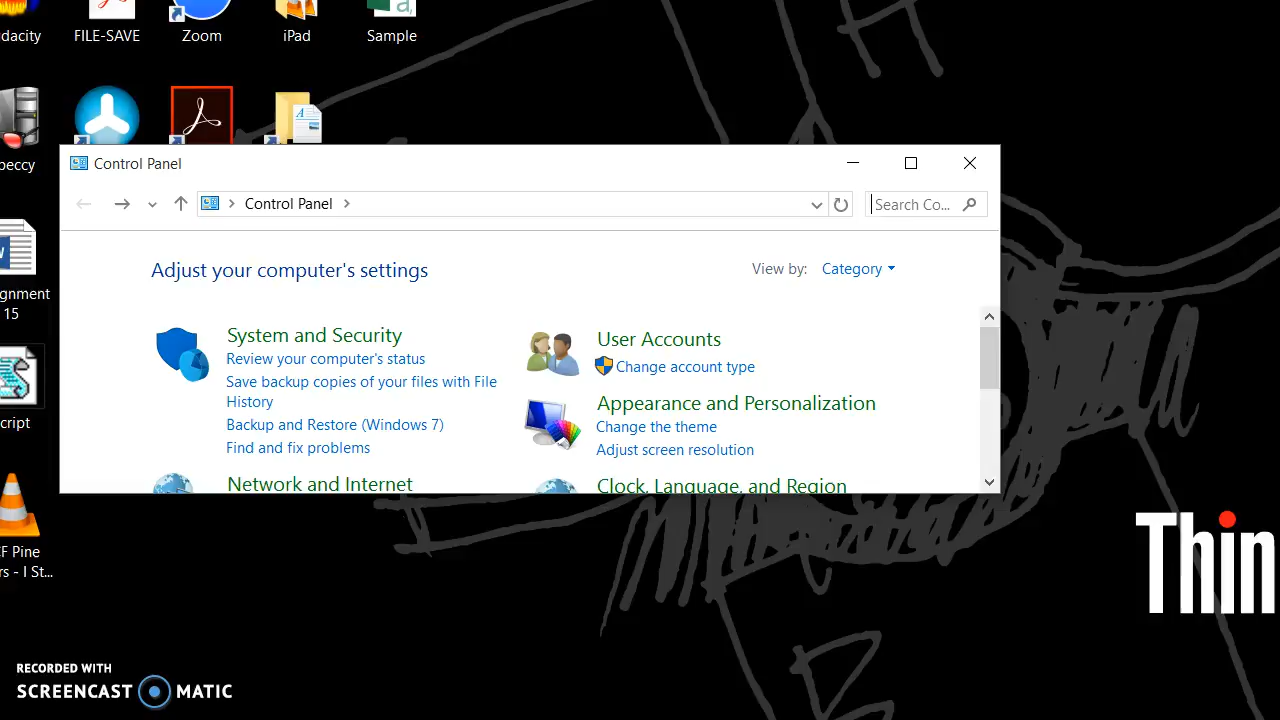 dacity
FILE-SAVE
Zoom
iPad
Sample
peccy
Control Panel
Control Panel
Search Co...
Adjust your computer's settings
View by:
Category
System and Security
Review your computer's status
Save backup copies of your files with File
History
Backup and Restore (Windows 7)
Find and fix problems
Network and Internet
User Accounts
Change account type
Appearance and Personalization
Change the theme
Adjust screen resolution
Clock, Language, and Region
gnment
15
cript
F Pine
rs - I St...
Thin
RECORDED WITH
SCREENCAST MATIC